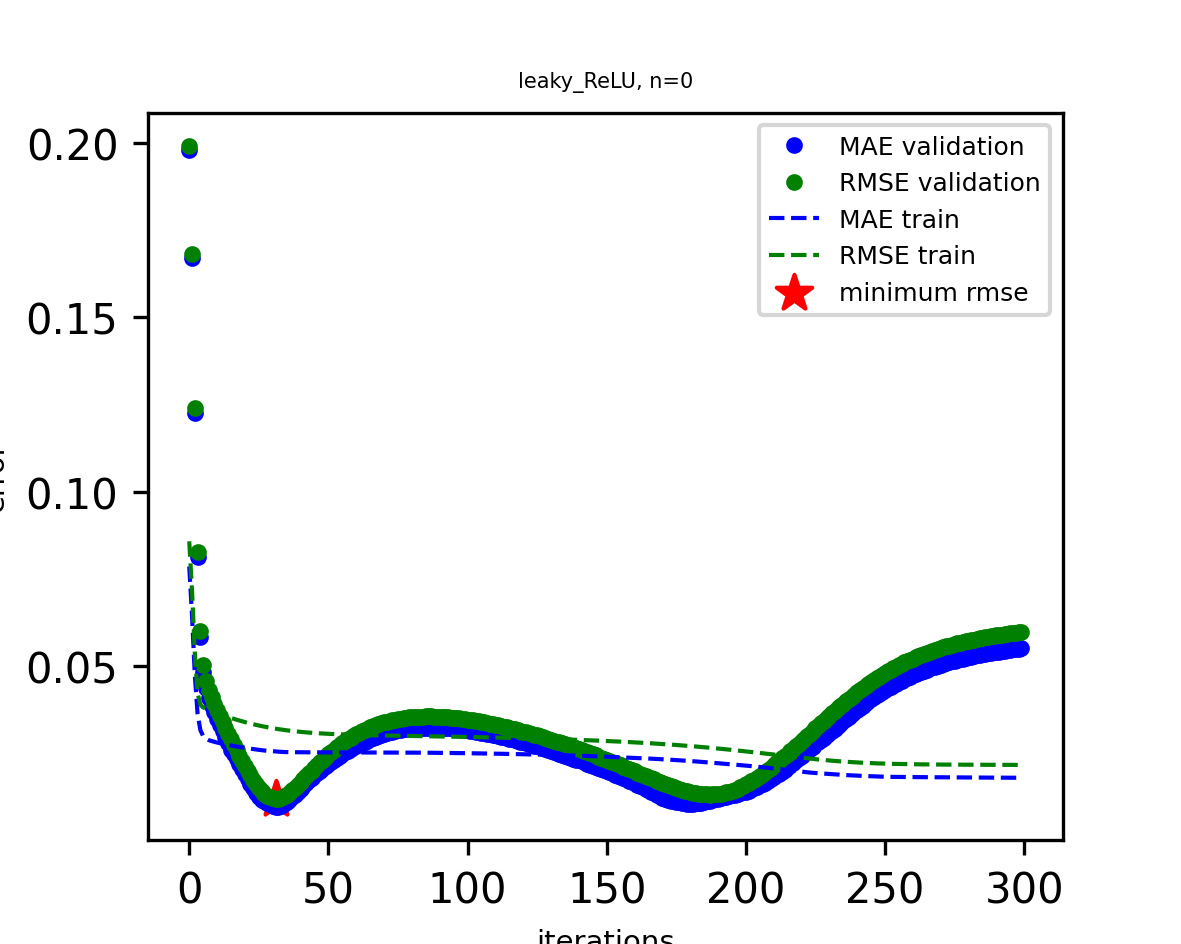 leaky_ReLU, n=0
0.20
0.15
0.10
0.05
error
MAE validation
RMSE validation
MAE train
RMSE train
minimum rmse
0 50 100 150 200 250 300
iterations